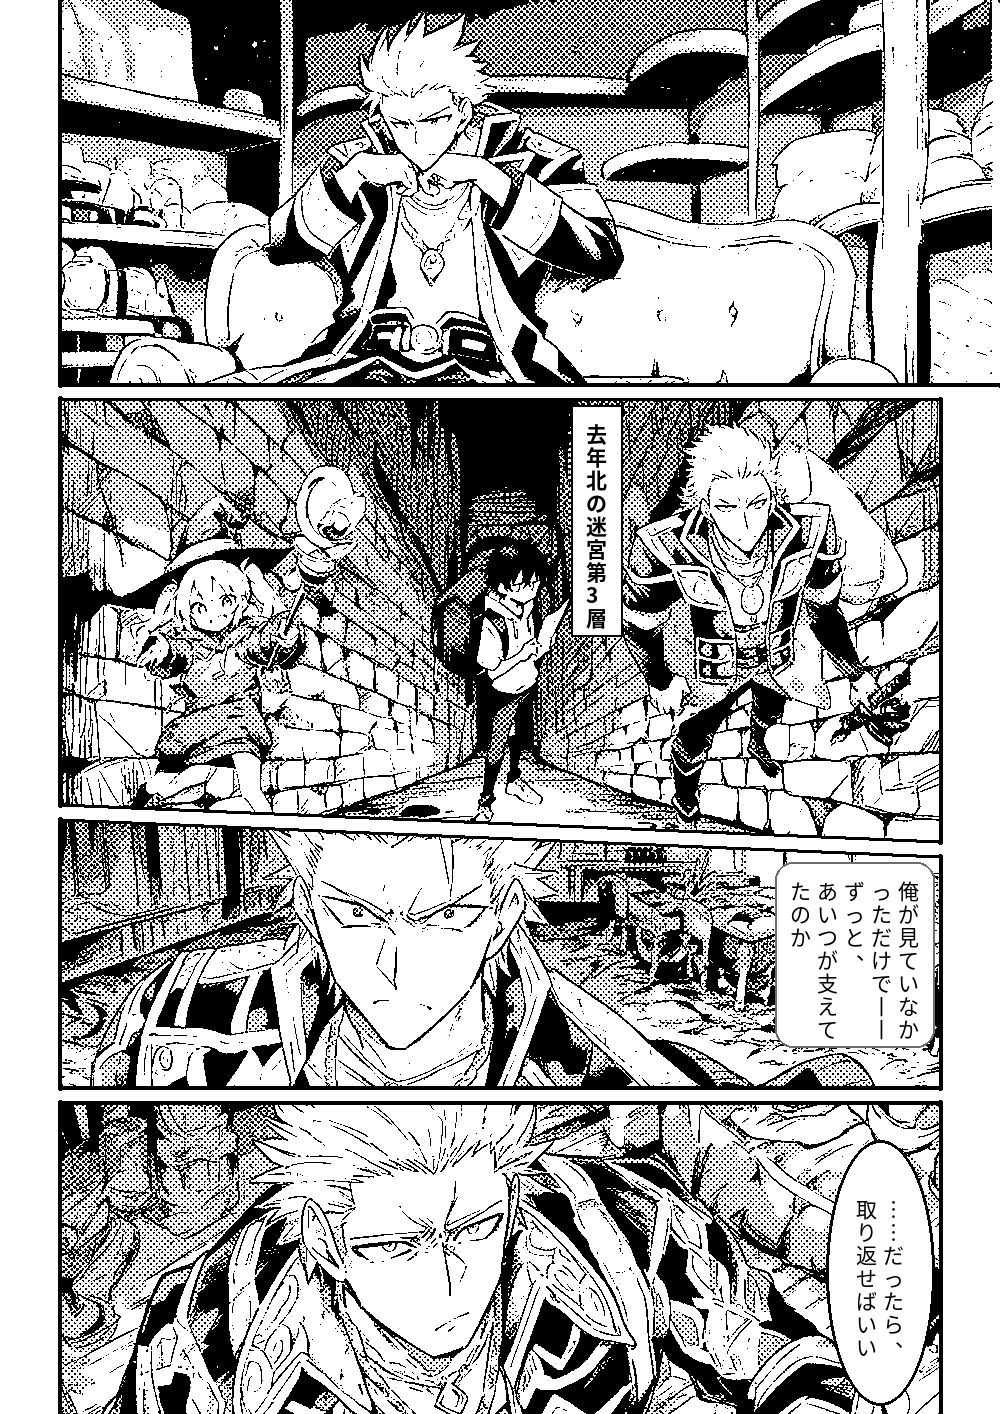 去年北の迷宮第3層
俺が見ていなか
っただけで――
ずっと、
あいつが支えて
たのか
……だったら、
取り返せばいい